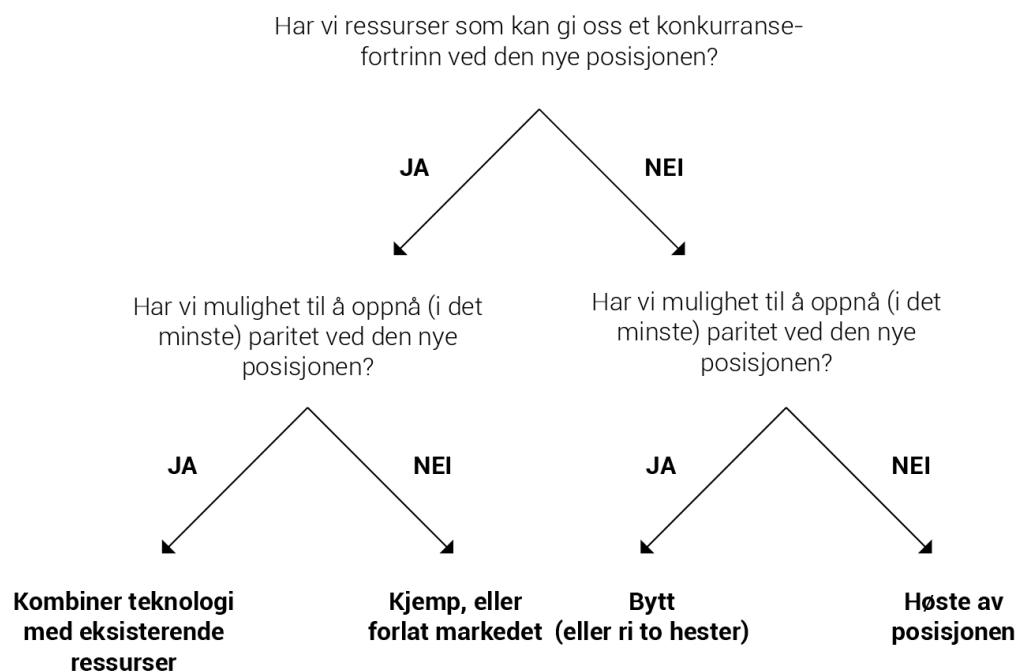 Har vi ressurser som kan gi oss et konkurranse-
fortrinn ved den nye posisjonen?
JA
NEI
Har vi mulighet til å oppnå (i det
minste) paritet ved den nye
posisjonen?
Har vi mulighet til å oppnå (i det
minste) paritet ved den nye
posisjonen?
JA
NEI
JA
NEI
Kombiner teknologi
med eksisterende
ressurser
Kjemp, eller
forlat markedet
Bytt
(eller ri to hester)
Høste av
posisjonen